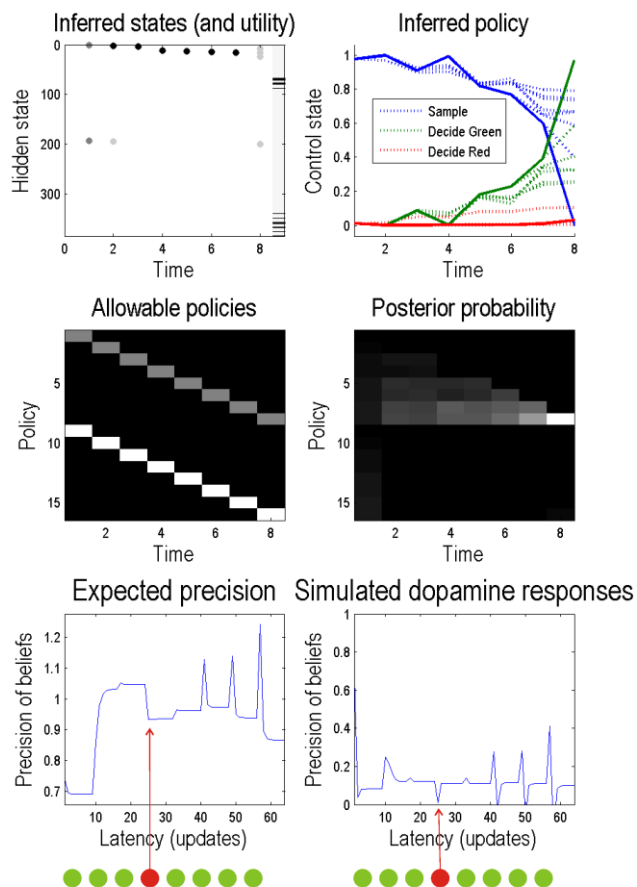 Inferred states (and utility)
0
100
200
300
Hidden state
0
2
4
6
8
Time
Inferred policy
1
0.8
0.6
0.4
0.2
0
Control state
Sample
Decide Green
Decide Red
2
3
4
5
6
7
8
Time
Allowable policies
5
10
15
Policy
2
4
6
8
Time
Posterior probability
5
10
15
Policy
2
4
6
8
Time
Expected precision
1.2
1.1
1
0.9
0.8
0.7
Precision of beliefs
10
20
30
40
50
60
Latency (updates)
Simulated dopamine responses
1
0.8
0.6
0.4
0.2
0
Precision of beliefs
10
20
30
40
50
60
Latency (updates)